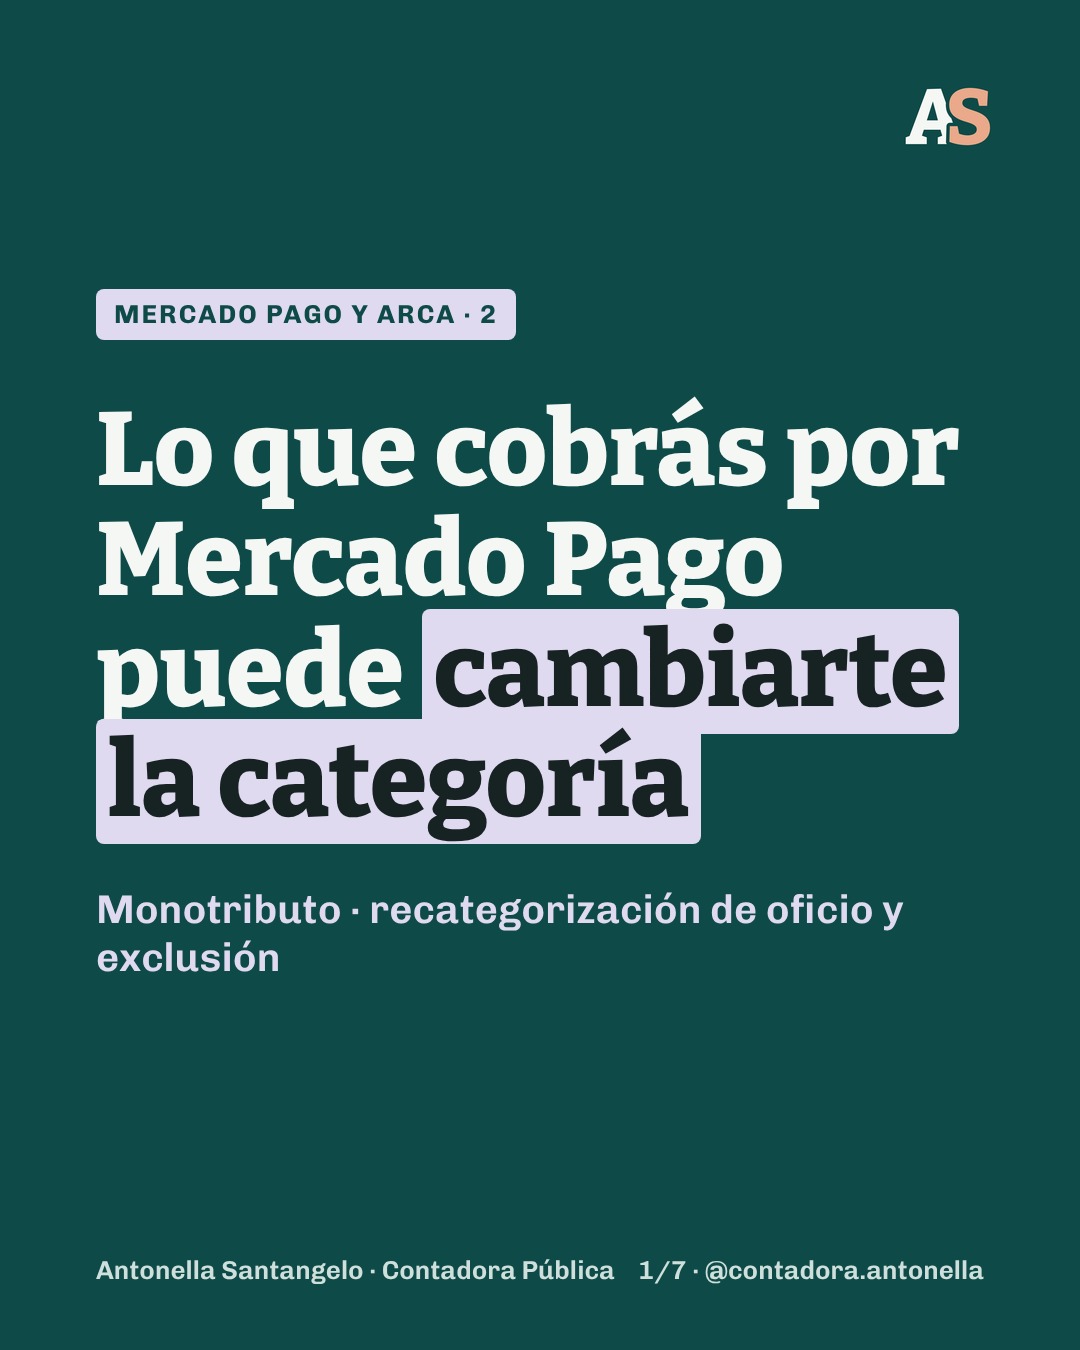 AS
MERCADO PAGO Y ARCA · 2
Lo que cobrás por
Mercado Pago
puede cambiarte
la categoría
Monotributo · recategorización de oficio y
exclusión
Antonella Santangelo · Contadora Pública 1/7 · @contadora.antonella